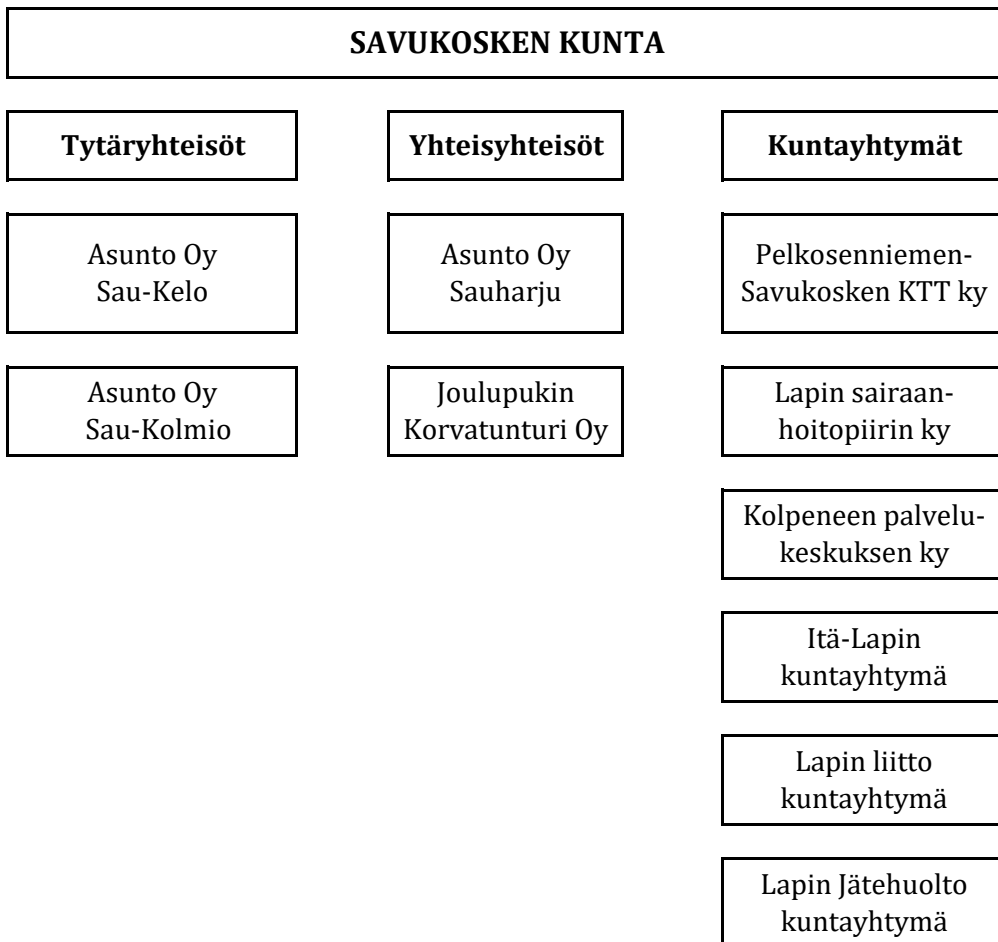 SAVUKOSKEN KUNTA
Tytäryhteisöt
Asunto Oy
Sau-Kelo
Asunto Oy
Sau-Kolmio
Yhteisyhteisöt
Asunto Oy
Sauharju
Joulupukin
Korvatunturi Oy
Kuntayhtymät
Pelkosenniemen-
Savukosken KTT ky
Lapin sairaan-
hoitopiirin ky
Kolpeneen palvelu-
keskuksen ky
Itä-Lapin
kuntayhtymä
Lapin liitto
kuntayhtymä
Lapin Jätehuolto
kuntayhtymä